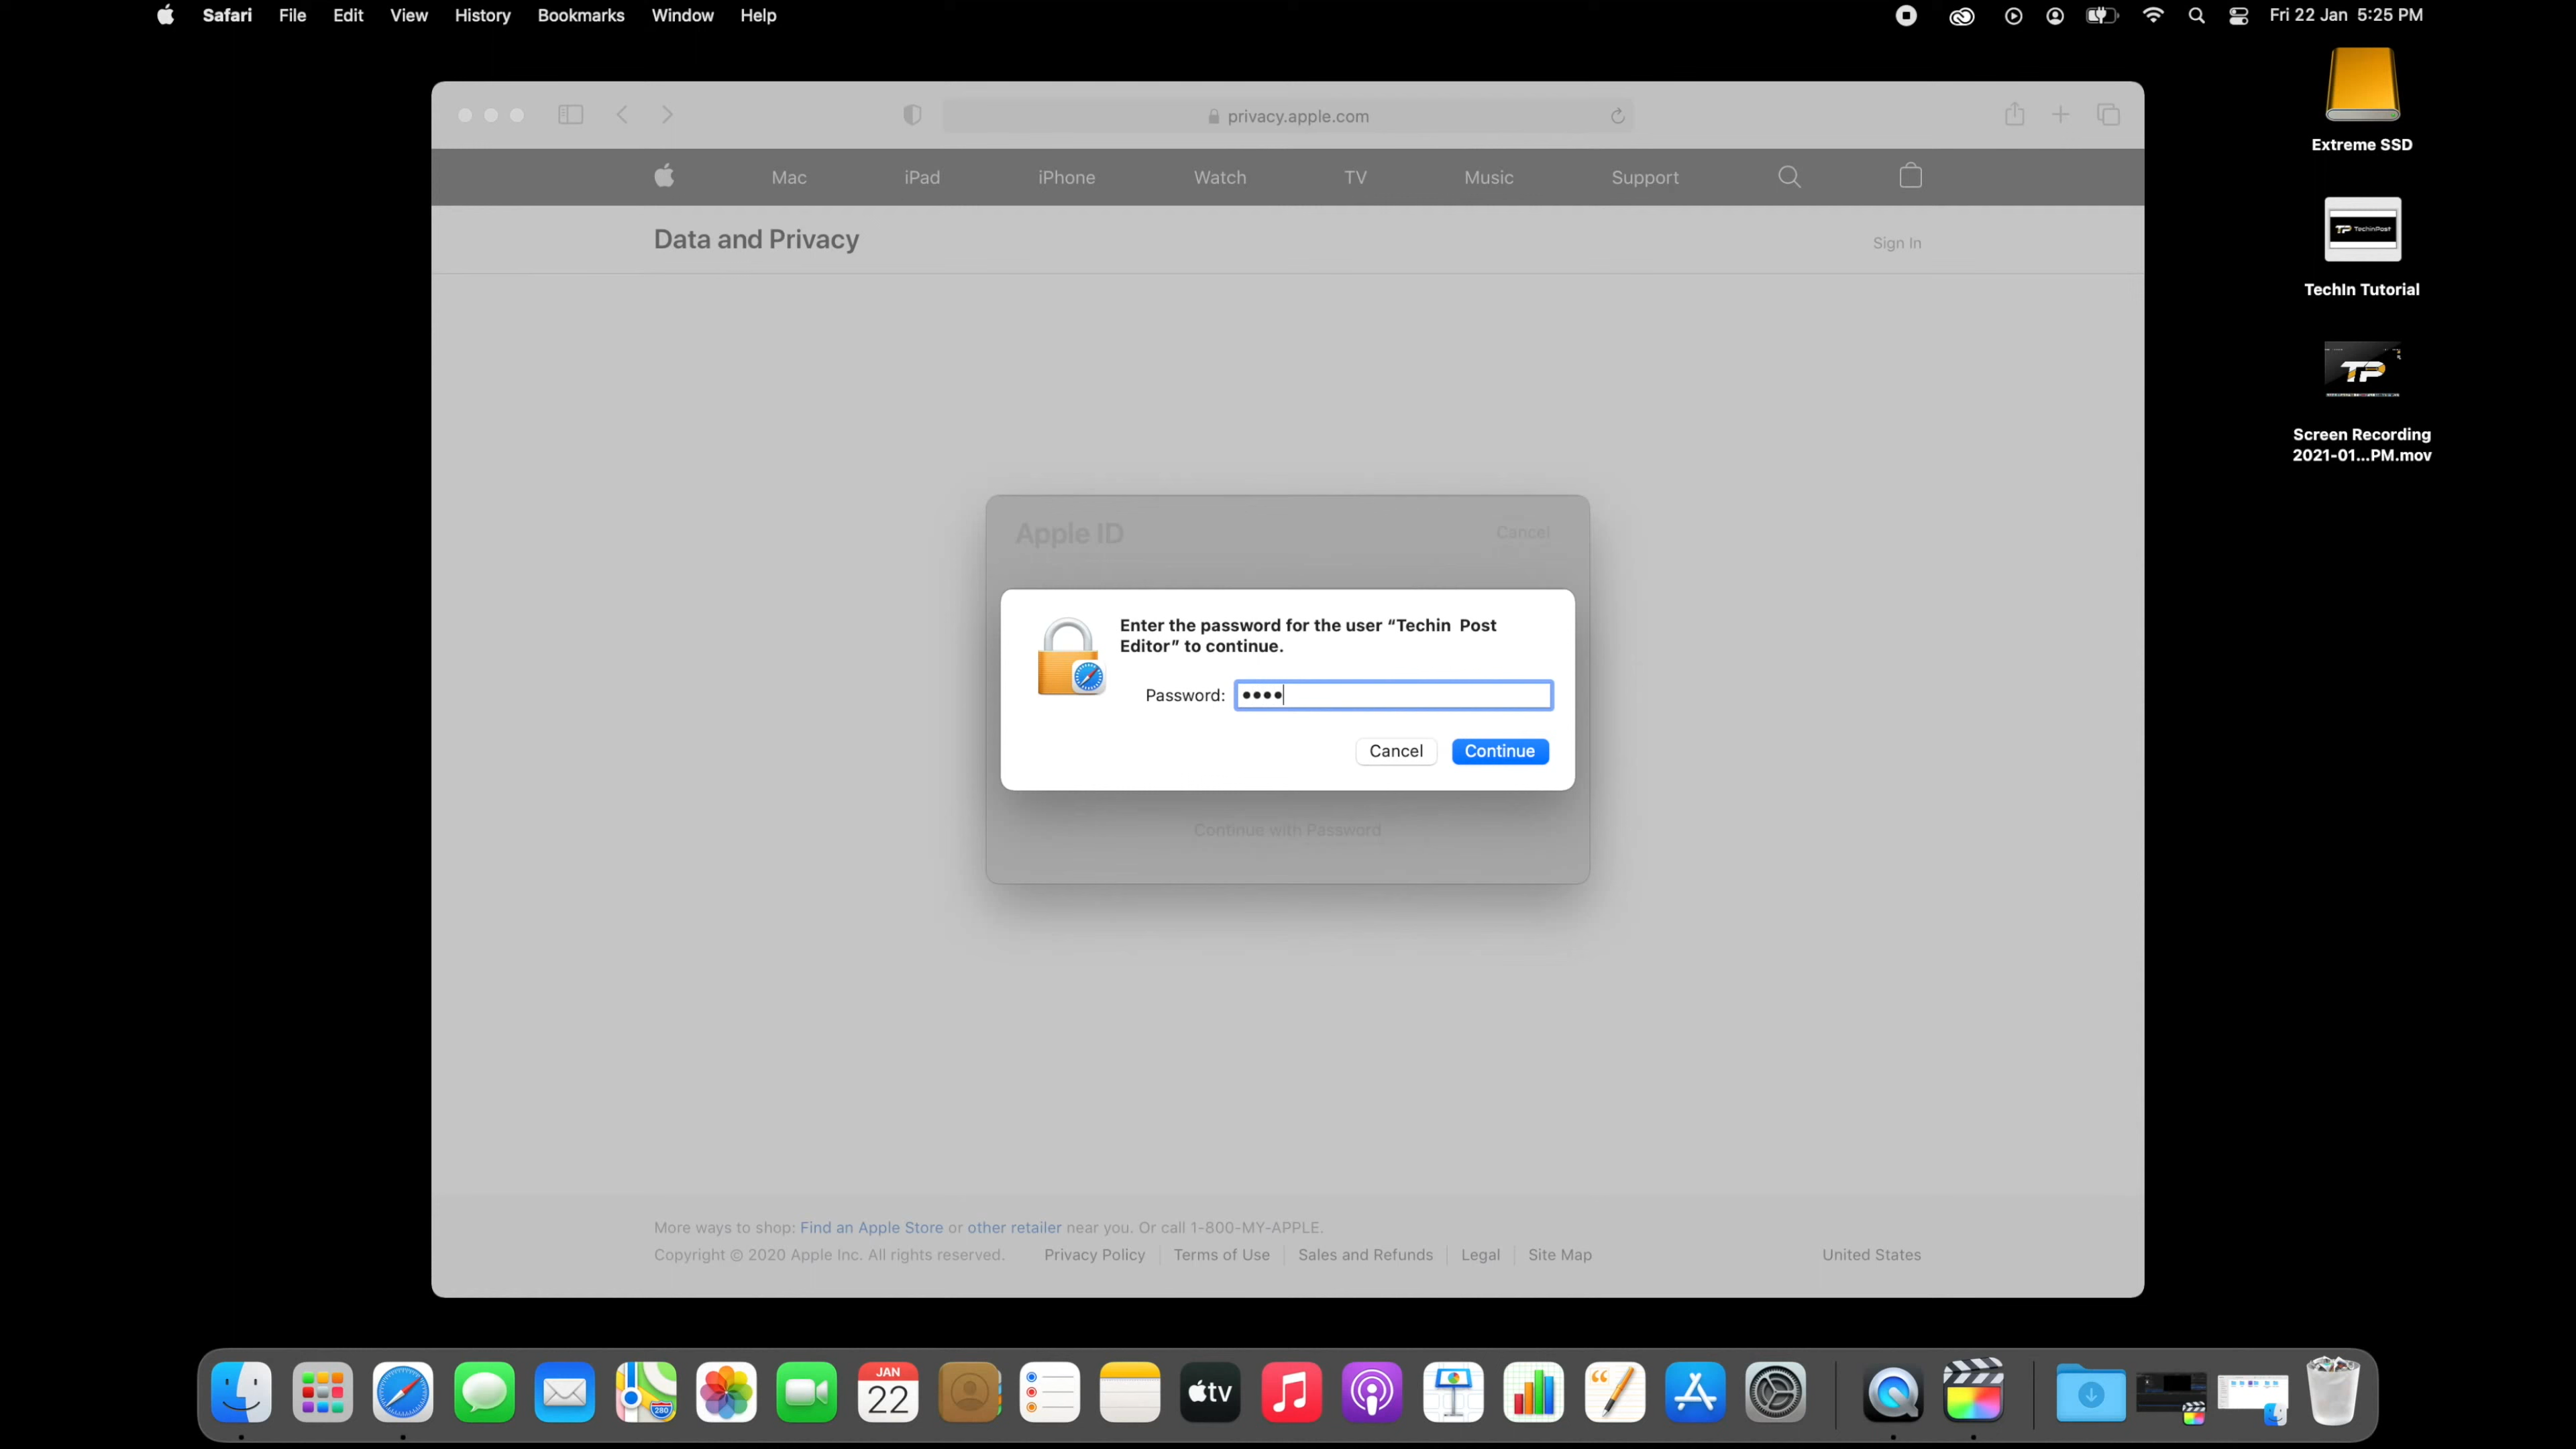 Safari File Edit View History Bookmarks Window Help
Fri 22 Jan 5:25 PM
privacy.apple.com
Mac iPad iPhone Watch TV Music Support
Data and Privacy
Sign In
Extreme SSD
TP TechinPost
TechIn Tutorial
TP
Screen Recording
2021-01...PM.mov
Apple ID
Cancel
Enter the password for the user “Techin Post
Editor” to continue.
Password: ••••
Cancel Continue
Continue with Password
More ways to shop: Find an Apple Store or other retailer near you. Or call 1-800-MY-APPLE.
Copyright © 2020 Apple Inc. All rights reserved. Privacy Policy Terms of Use Sales and Refunds Legal Site Map United States
280
JAN
22
tv